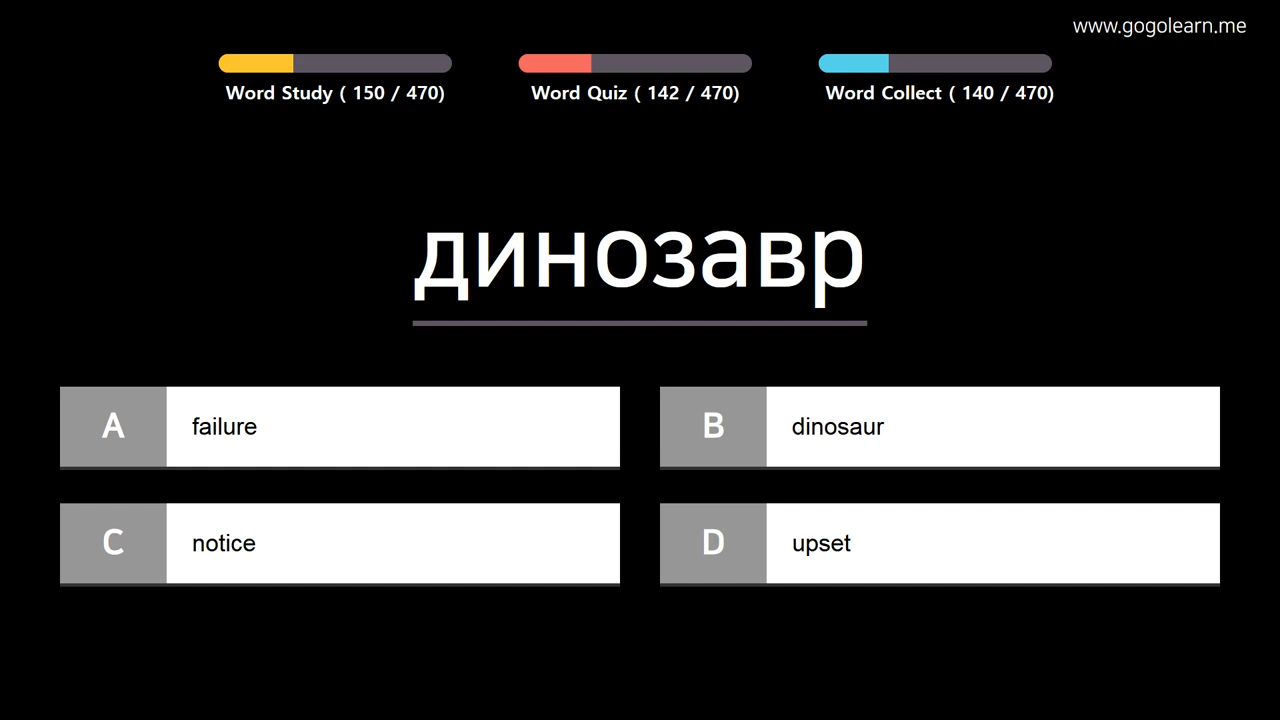 www.gogolearn.me
Word Study ( 150 / 470)
Word Quiz ( 142 / 470)
Word Collect ( 140 / 470)
динозавр
A failure
B dinosaur
C notice
D upset